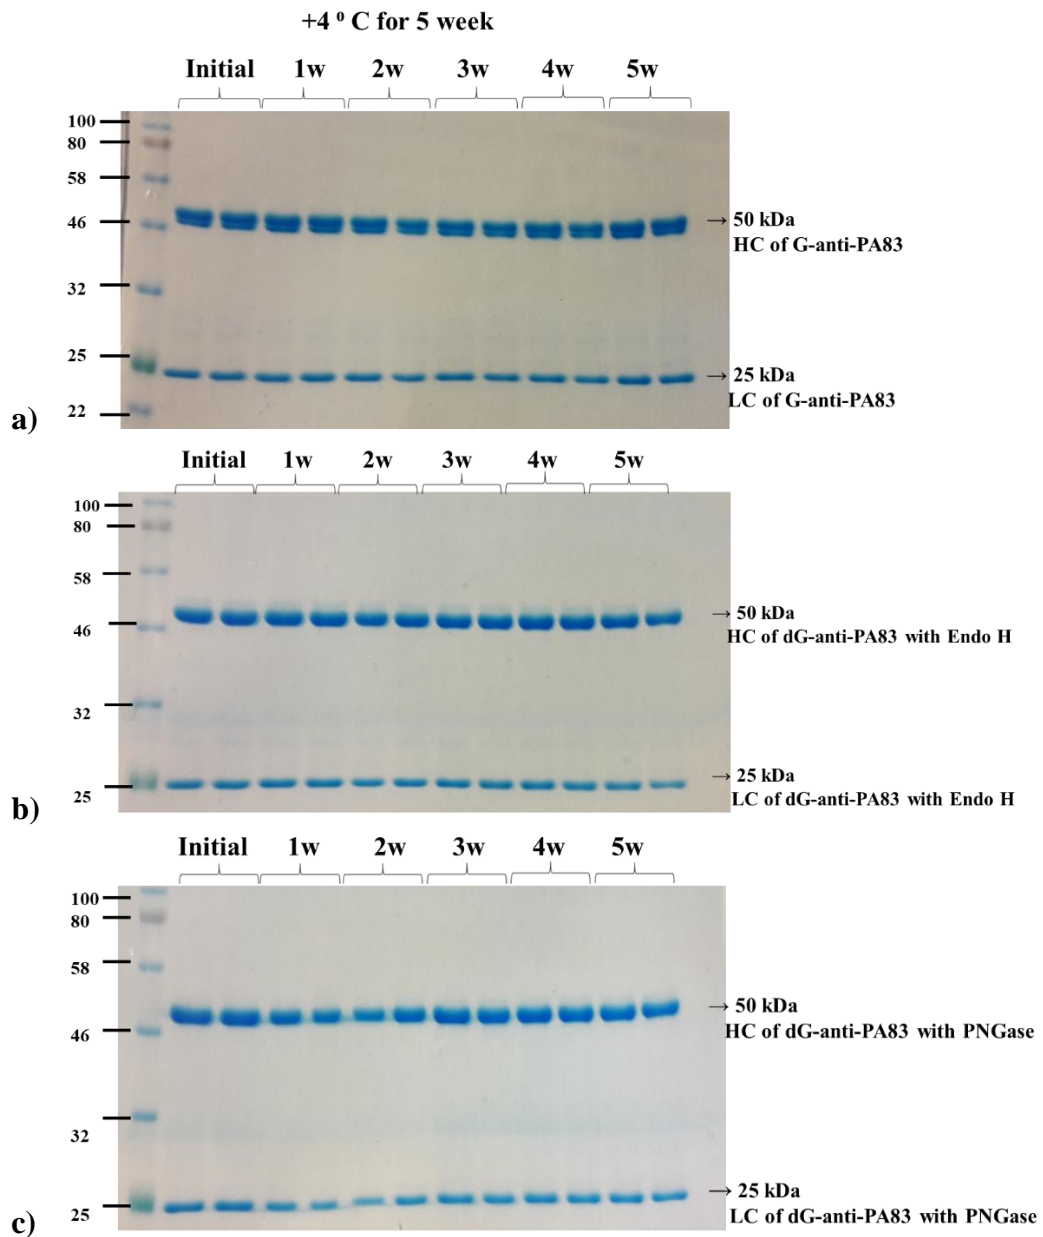 +4 ⁰ C for 5 week
Initial 1w 2w 3w 4w 5w
100
80
58
46
32
25
22
→ 50 kDa
HC of G-anti-PA83
→ 25 kDa
LC of G-anti-PA83
a)
Initial 1w 2w 3w 4w 5w
100
80
58
46
32
25
→ 50 kDa
HC of dG-anti-PA83 with Endo H
→ 25 kDa
LC of dG-anti-PA83 with Endo H
b)
Initial 1w 2w 3w 4w 5w
100
80
58
46
32
25
→ 50 kDa
HC of dG-anti-PA83 with PNGase
→ 25 kDa
LC of dG-anti-PA83 with PNGase
c)